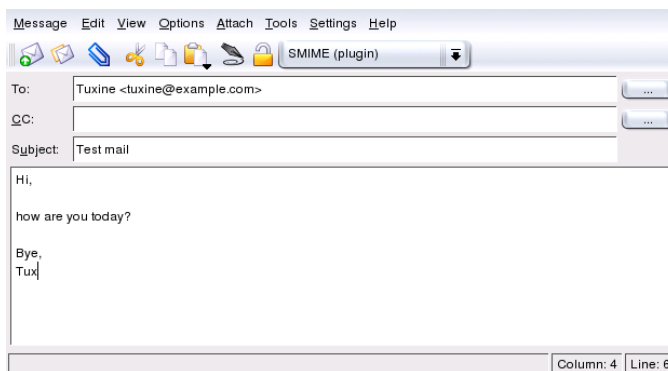 Message Edit View Options Attach Tools Settings Help
SMIME (plugin)
To: Tuxine <tuxine@example.com> ...
CC: ...
Subject: Test mail
Hi,
how are you today?
Bye,
Tux
Column: 4 Line: 6